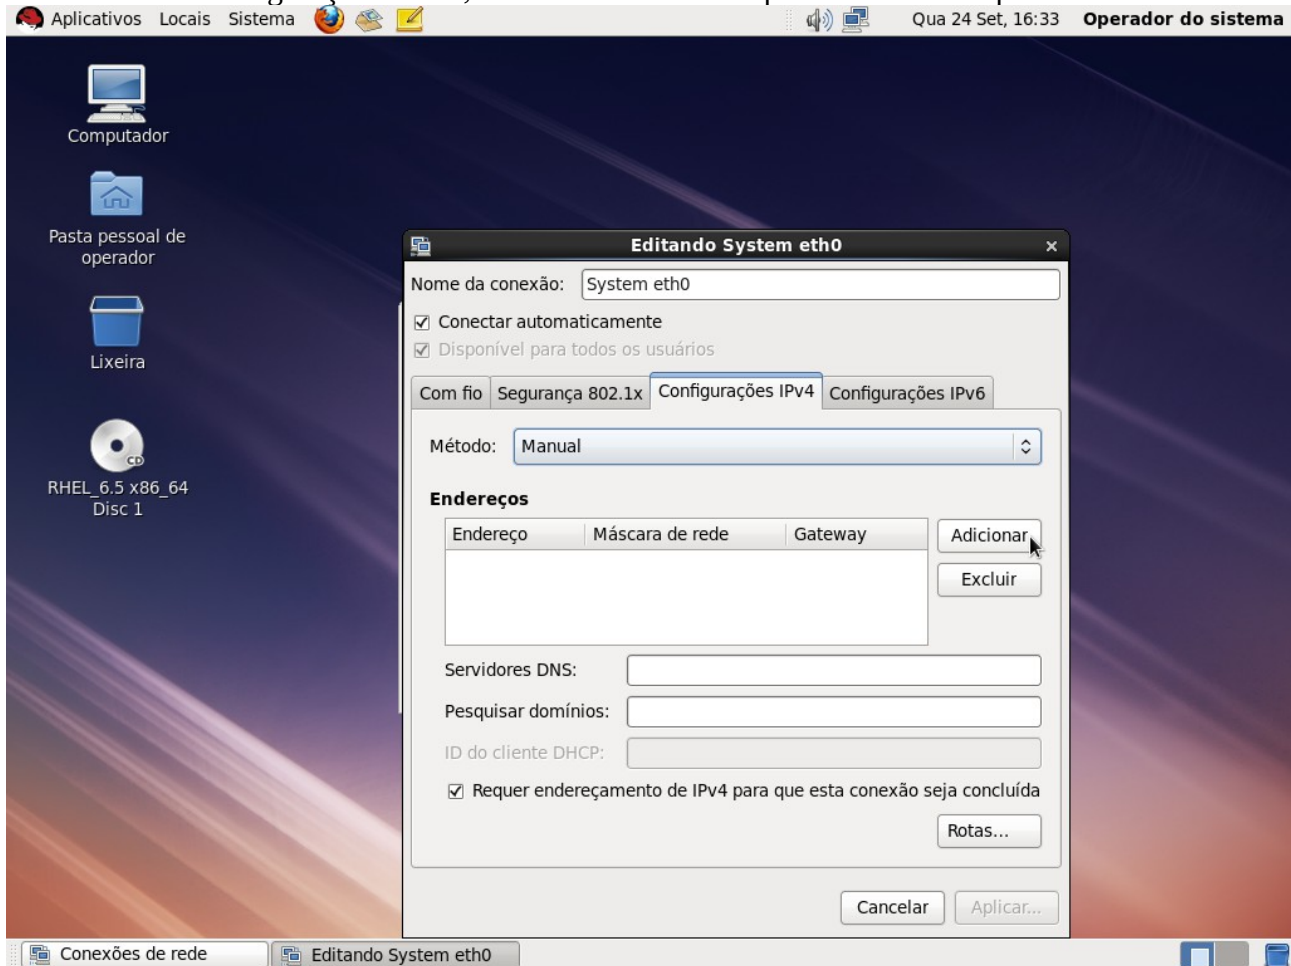 Aplicativos Locais Sistema Qua 24 Set, 16:33 Operador do sistema
Computador
Pasta pessoal de
operador
Lixeira
RHEL_6.5 x86_64
Disc 1
Editando System eth0
Nome da conexão: System eth0
Conectar automaticamente
Disponível para todos os usuários
Com fio Segurança 802.1x Configurações IPv4 Configurações IPv6
Método: Manual
Endereços
Endereço Máscara de rede Gateway Adicionar
Excluir
Servidores DNS:
Pesquisar domínios:
ID do cliente DHCP:
Requer endereçamento de IPv4 para que esta conexão seja concluída
Rotas...
Cancelar Aplicar...
Conexões de rede Editando System eth0